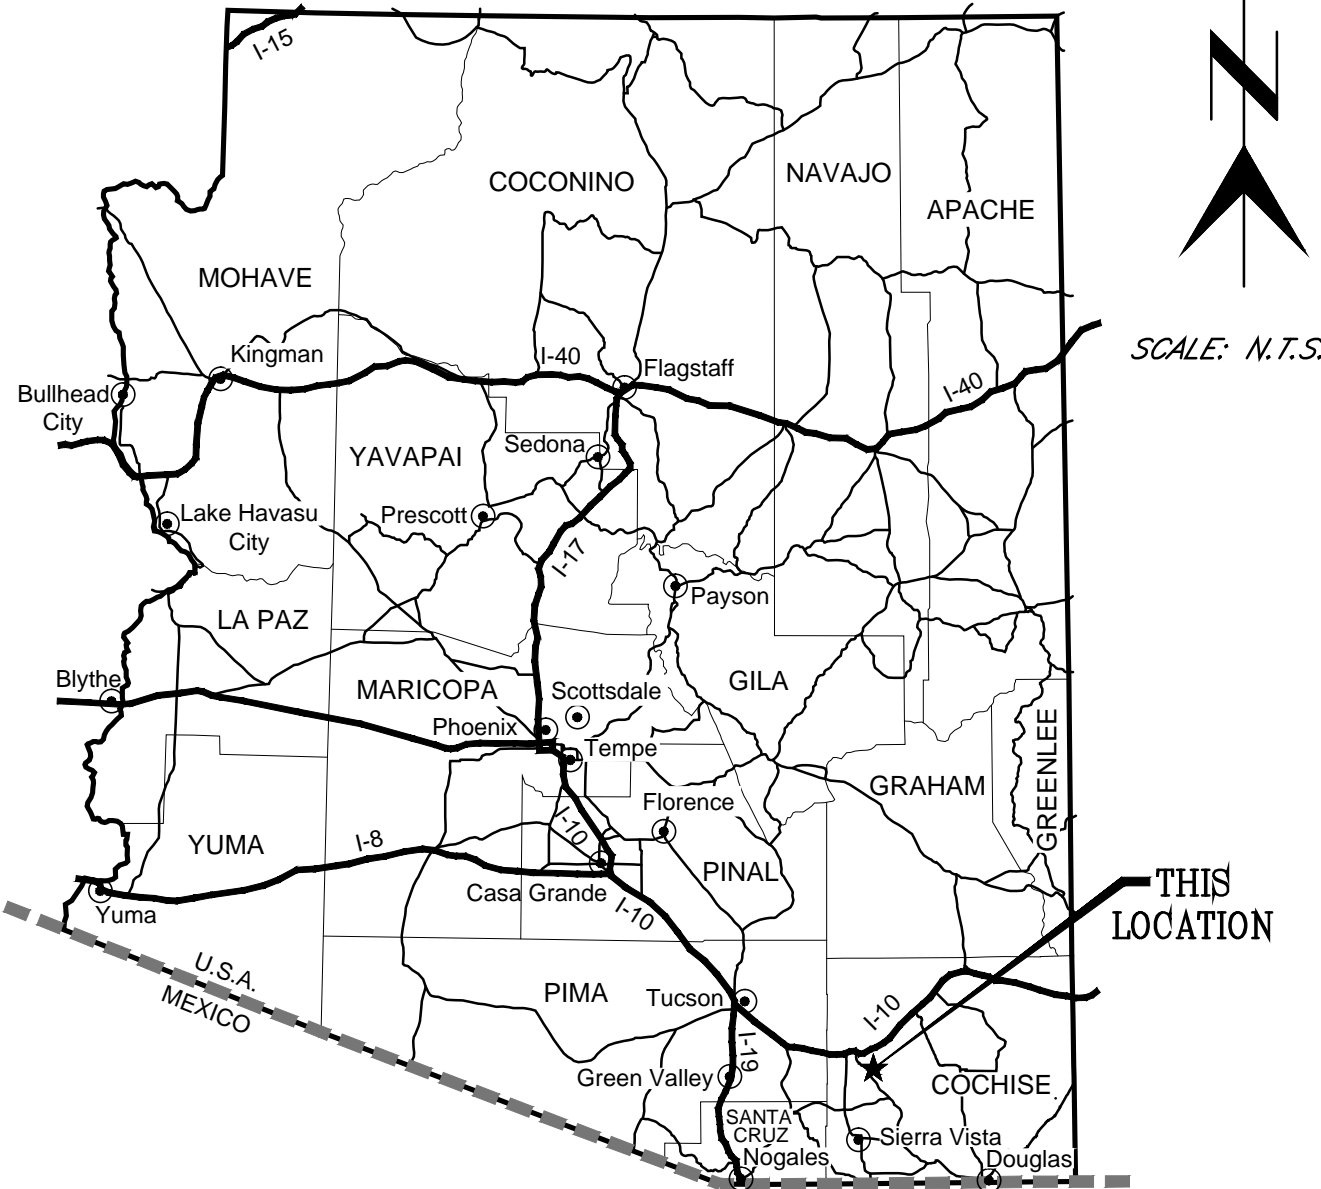 I-15
N
COCONINO
NAVAJO
APACHE
MOHAVE
SCALE: N.T.S.
Kingman
I-40
Flagstaff
I-40
Bullhead
City
YAVAPAI
Sedona
Lake Havasu
City
Prescott
I-17
Payson
LA PAZ
Blythe
MARICOPA
Scottsdale
GILA
Phoenix
Tempe
GREENLEE
GRAHAM
Florence
I-10
YUMA
I-8
PINAL
Casa Grande
THIS
LOCATION
Yuma
I-10
U.S.A.
MEXICO
PIMA
Tucson
I-10
I-19
Green Valley
COCHISE
SANTA
CRUZ
Sierra Vista
Nogales
Douglas